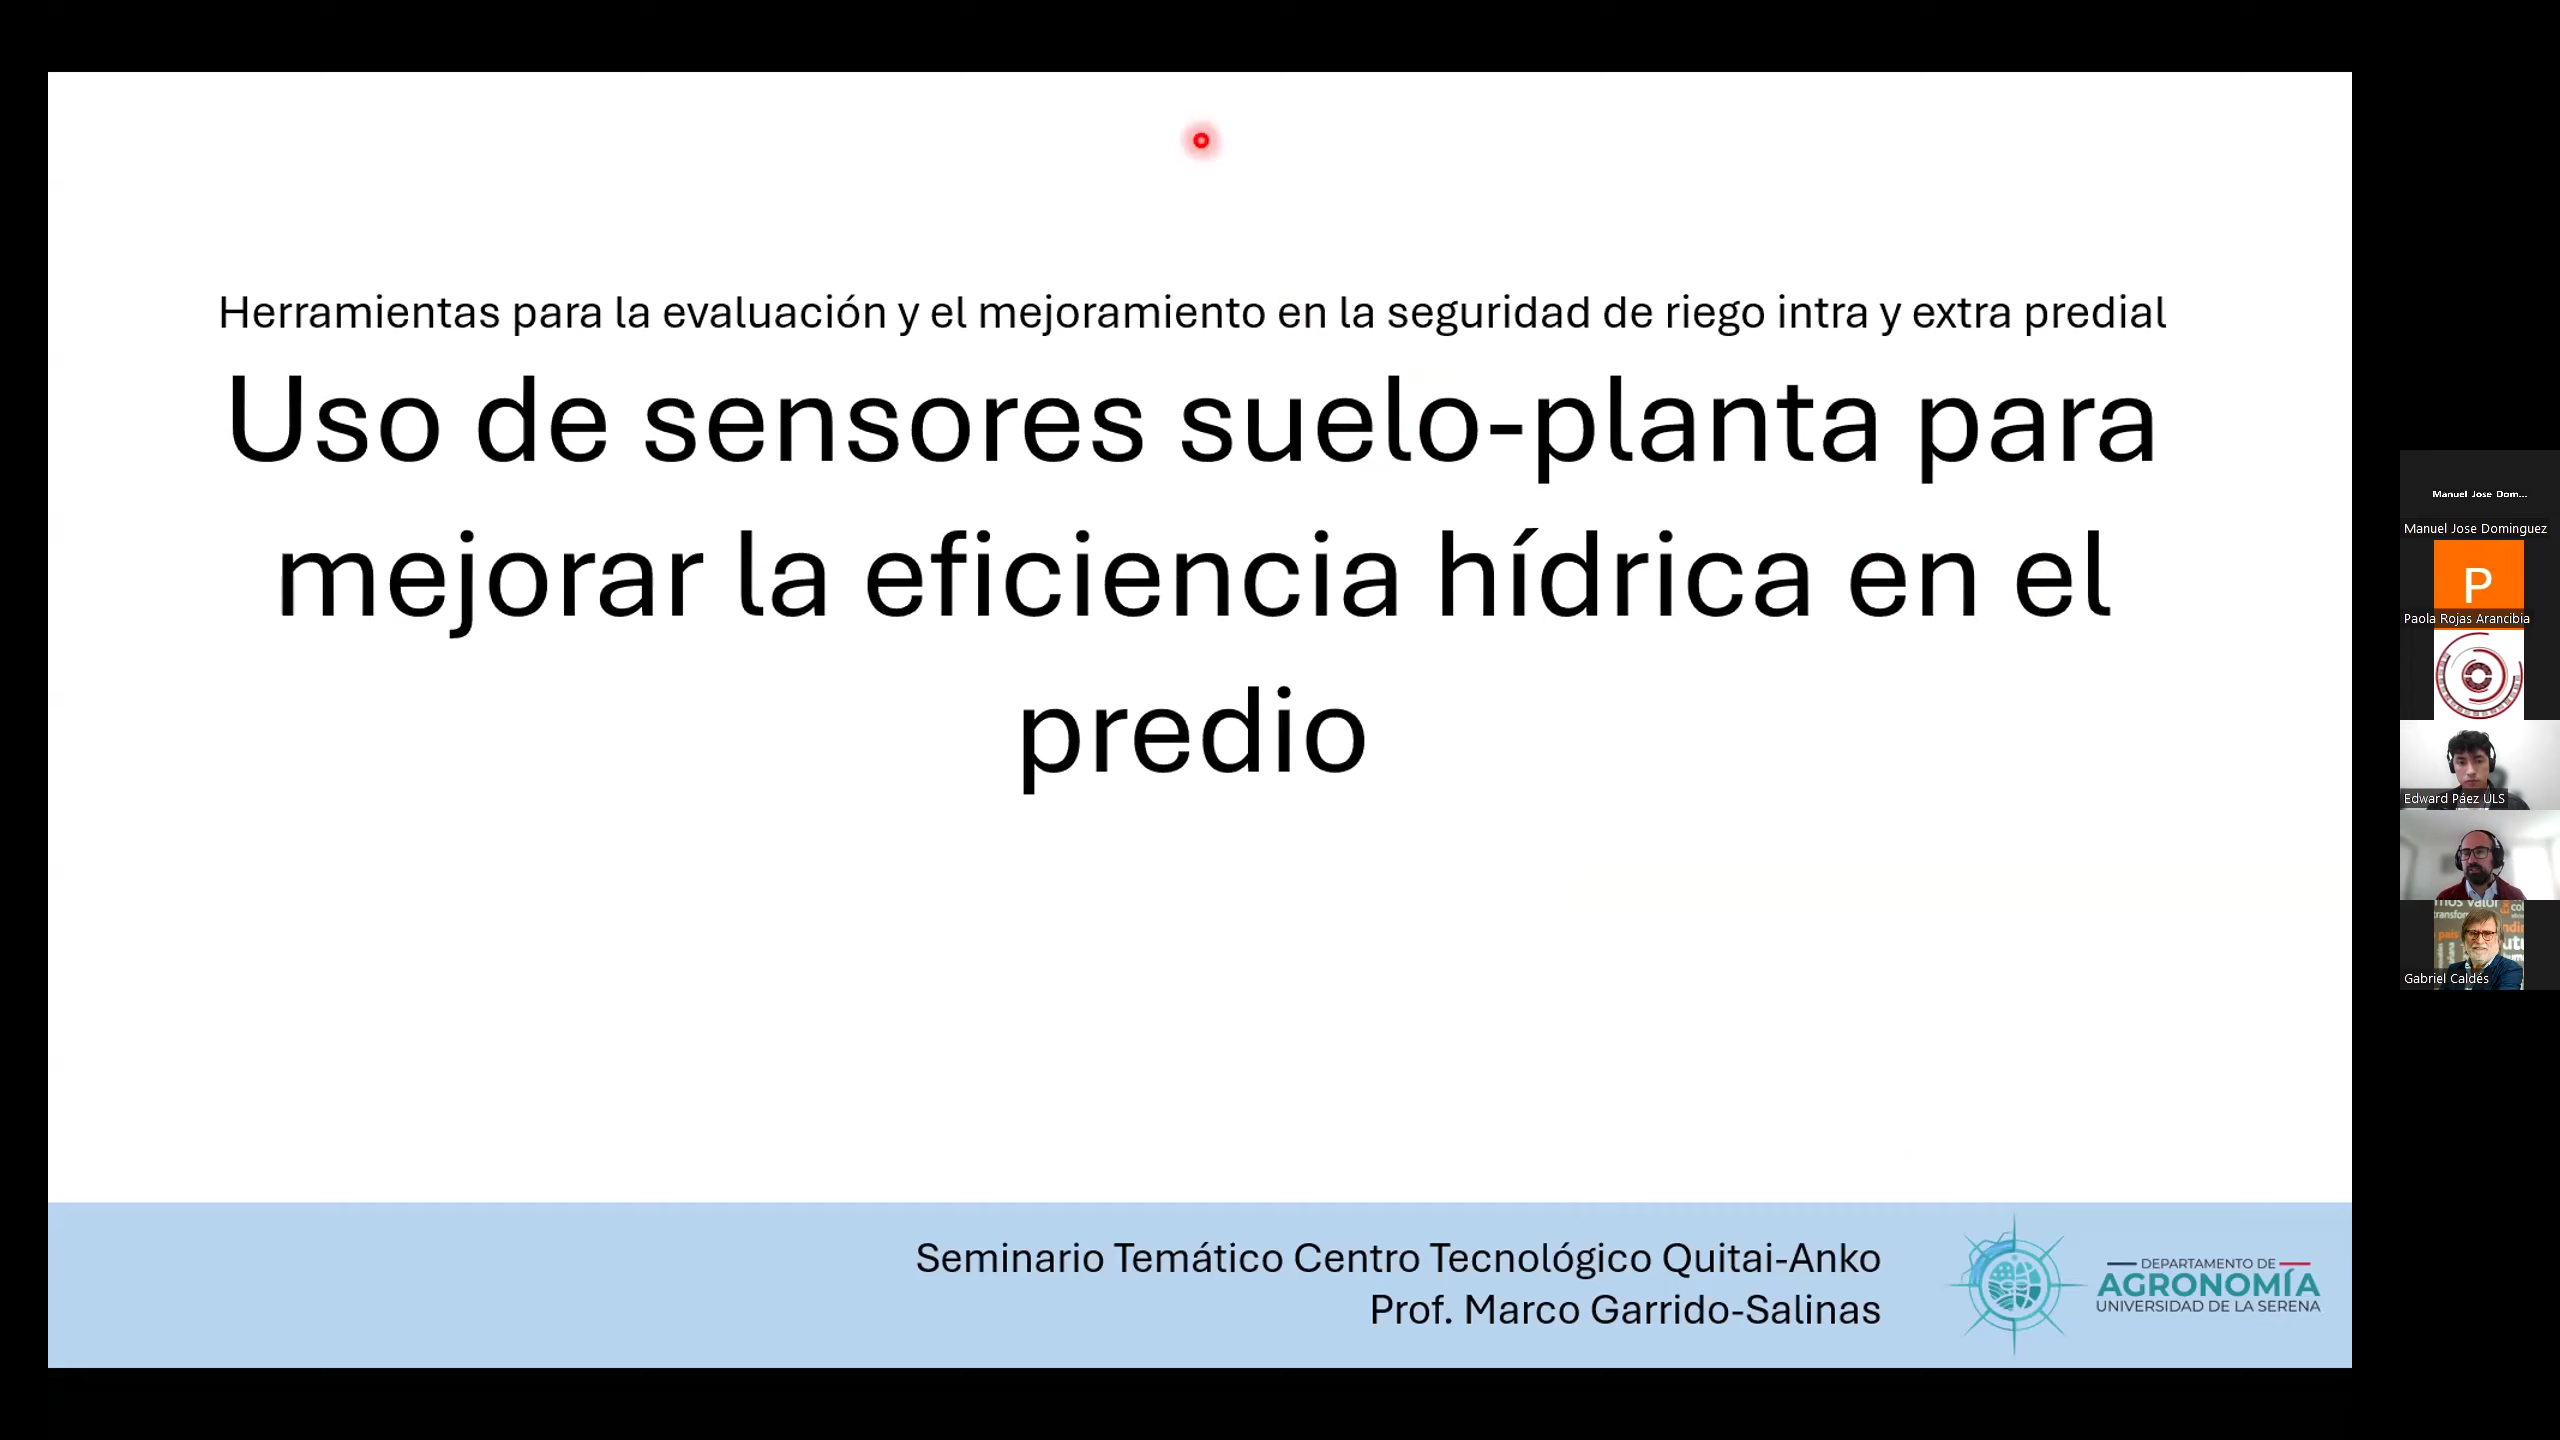 Herramientas para la evaluación y el mejoramiento en la seguridad de riego intra y extra predial
Uso de sensores suelo-planta para
mejorar la eficiencia hídrica en el
predio
Seminario Temático Centro Tecnológico Quitai-Anko
Prof. Marco Garrido-Salinas
DEPARTAMENTO DE
AGRONOMÍA
UNIVERSIDAD DE LA SERENA
Manuel Jose Dom...
Manuel Jose Dominguez
P
Paola Rojas Arancibia
Edward Páez ULS
Gabriel Caldés